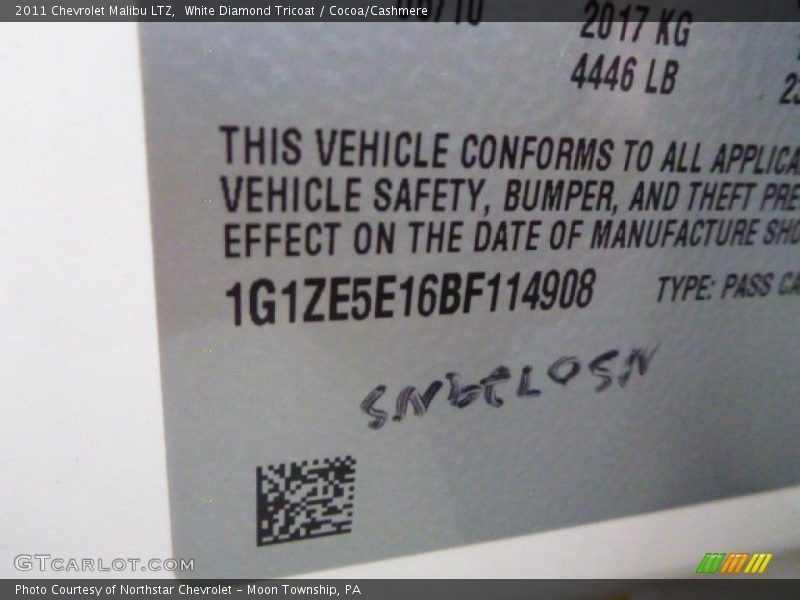 2011 Chevrolet Malibu LTZ, White Diamond Tricoat / Cocoa/Cashmere
2017 KG
4446 LB
THIS VEHICLE CONFORMS TO ALL APPLICA
VEHICLE SAFETY, BUMPER, AND THEFT PRE
EFFECT ON THE DATE OF MANUFACTURE SHO
1G1ZE5E16BF114908 TYPE: PASS CA
GTCARLOT.COM
Photo Courtesy of Northstar Chevrolet – Moon Township, PA